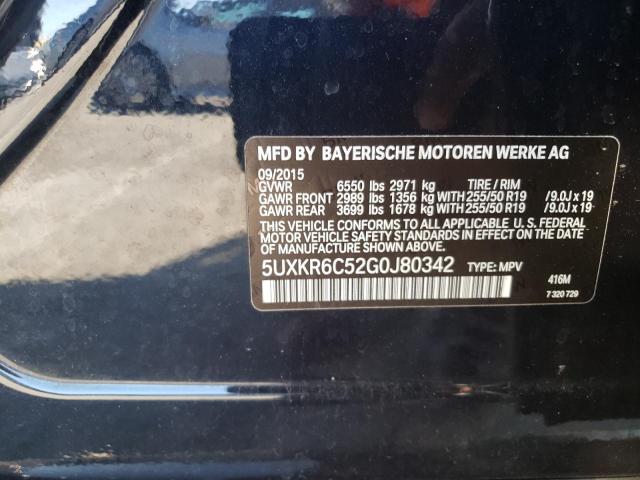 MFD BY BAYERISCHE MOTOREN WERKE AG
09/2015
GVWR 6550 lbs 2971 kg TIRE / RIM
GAWR FRONT 2989 lbs 1356 kg WITH 255/50 R19 /9.0J x 19
GAWR REAR 3699 lbs 1678 kg WITH 255/50 R19 /9.0J x 19
THIS VEHICLE CONFORMS TO ALL APPLICABLE U. S. FEDERAL
MOTOR VEHICLE SAFETY STANDARDS IN EFFECT ON THE
DATE OF MANUFACTURE SHOWN ABOVE.
5UXKR6C52G0J80342 TYPE: MPV
416M
7 320 729